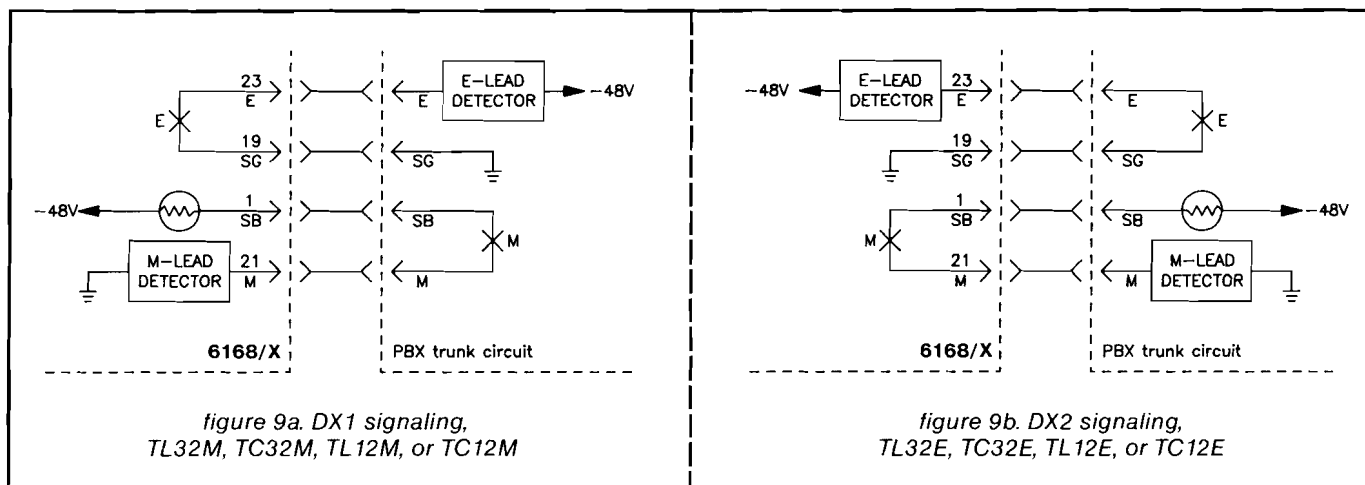 23
E
E
19
SG
-48V
1
SB
M-LEAD
DETECTOR
21
M
E
E-LEAD
DETECTOR
-48V
SG
SB
M
M
6168/X
PBX trunk circuit
figure 9a. DX1 signaling,
TL32M, TC32M, TL12M, or TC12M
-48V
E-LEAD
DETECTOR
23
E
19
SG
1
SB
M
21
M
E
E
SG
SB
-48V
M
M-LEAD
DETECTOR
6168/X
PBX trunk circuit
figure 9b. DX2 signaling,
TL32E, TC32E, TL12E, or TC12E